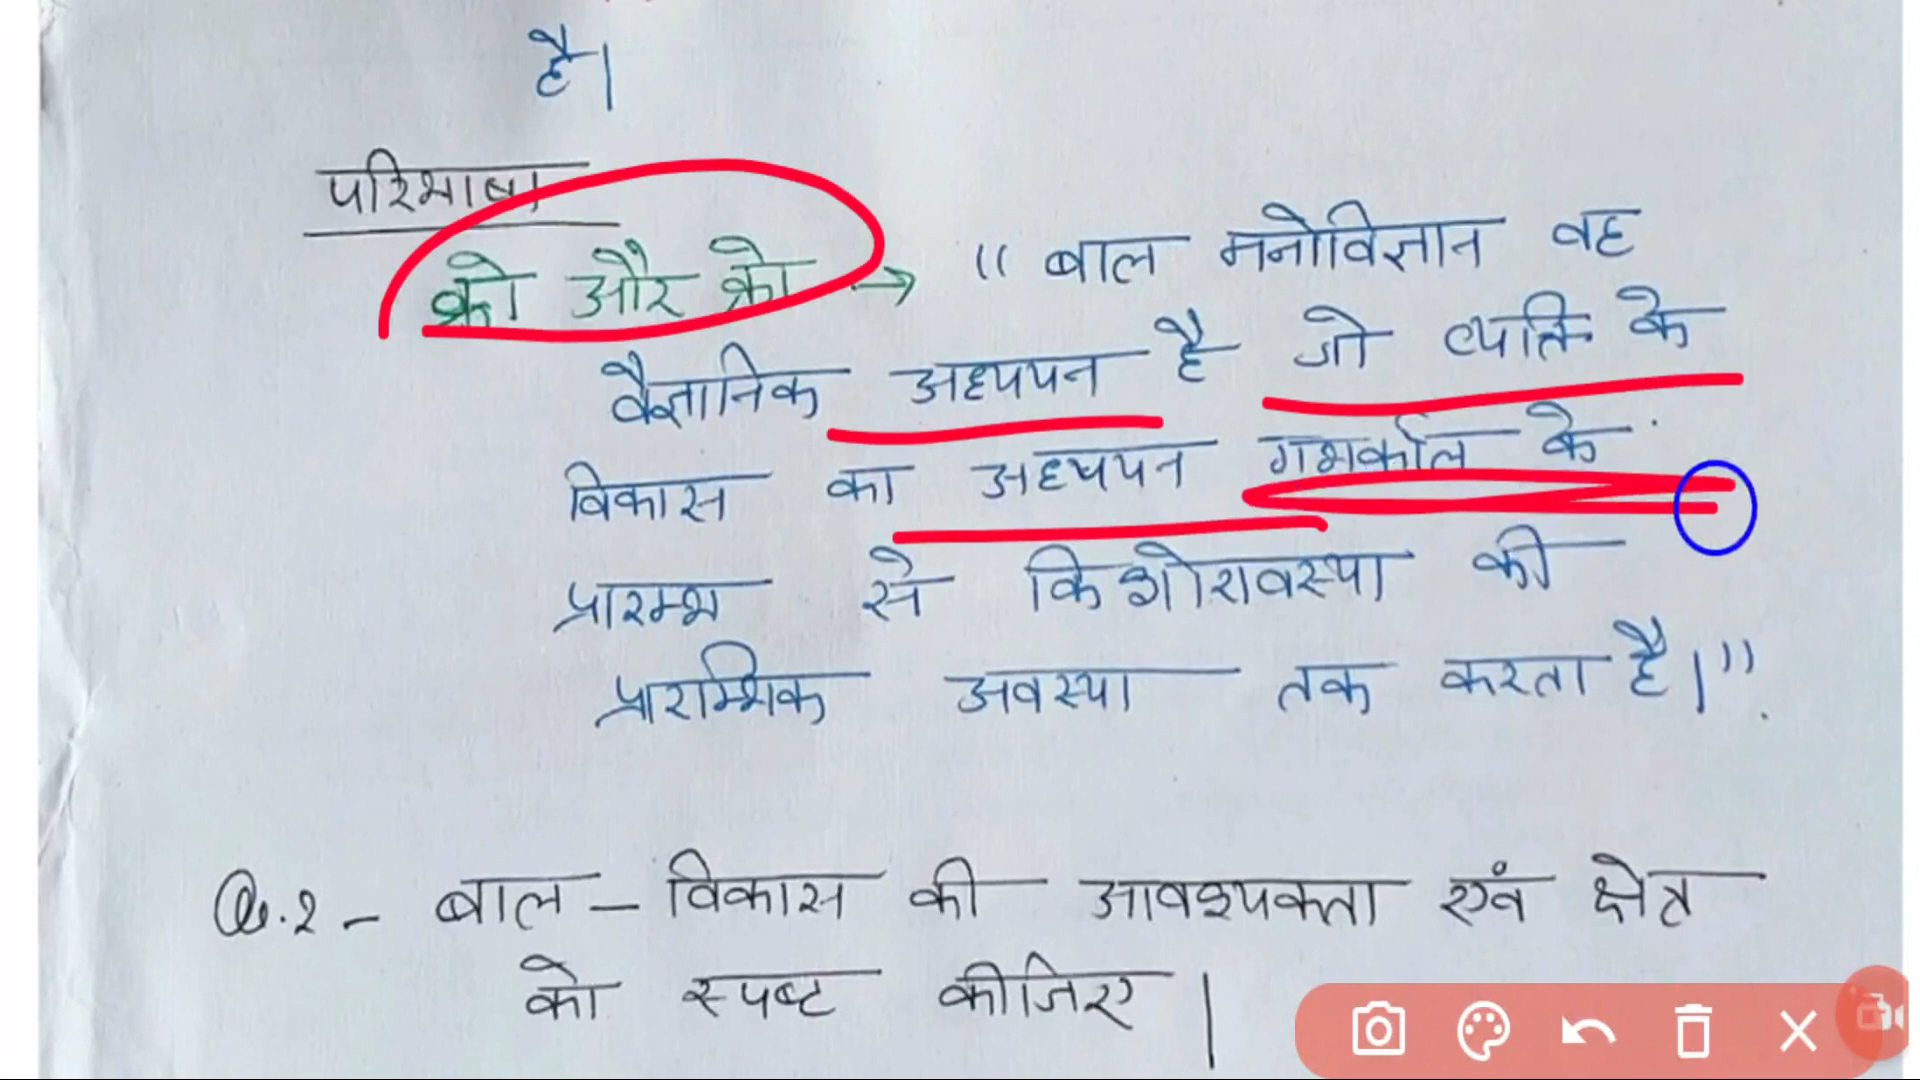 है।
परिभाषा
क्रो और क्रो → "बाल मनोविज्ञान वह
वैज्ञानिक अध्ययन है जो व्यक्ति के
विकास का अध्ययन गर्भकाल के
प्रारम्भ से किशोरावस्था की
प्रारम्भिक अवस्था तक करता है।"
Q.2 - बाल - विकास की आवश्यकता एवं क्षेत्र
को स्पष्ट कीजिए।